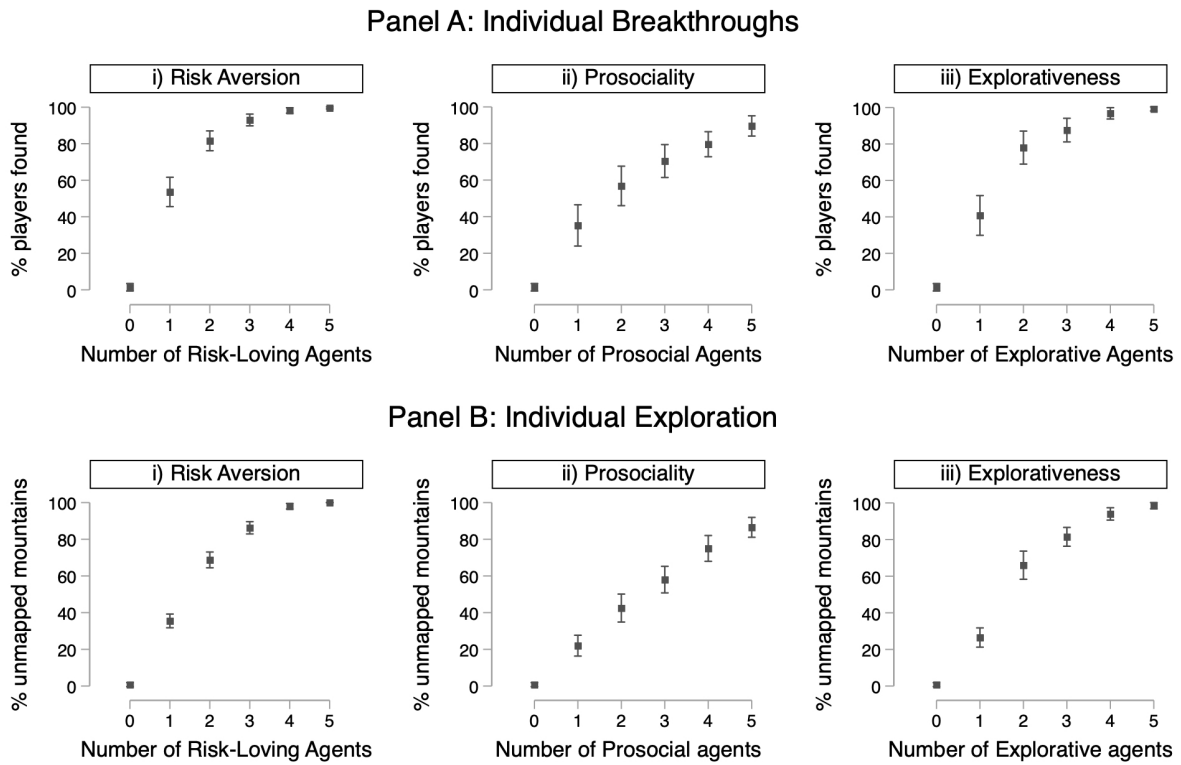 Panel A: Individual Breakthroughs
i) Risk Aversion
% players found
100
80
60
40
20
0
0 1 2 3 4 5
Number of Risk-Loving Agents
ii) Prosociality
% players found
100
80
60
40
20
0
0 1 2 3 4 5
Number of Prosocial Agents
iii) Explorativeness
% players found
100
80
60
40
20
0
0 1 2 3 4 5
Number of Explorative Agents
Panel B: Individual Exploration
i) Risk Aversion
% unmapped mountains
100
80
60
40
20
0
0 1 2 3 4 5
Number of Risk-Loving Agents
ii) Prosociality
% unmapped mountains
100
80
60
40
20
0
0 1 2 3 4 5
Number of Prosocial agents
iii) Explorativeness
% unmapped mountains
100
80
60
40
20
0
0 1 2 3 4 5
Number of Explorative agents